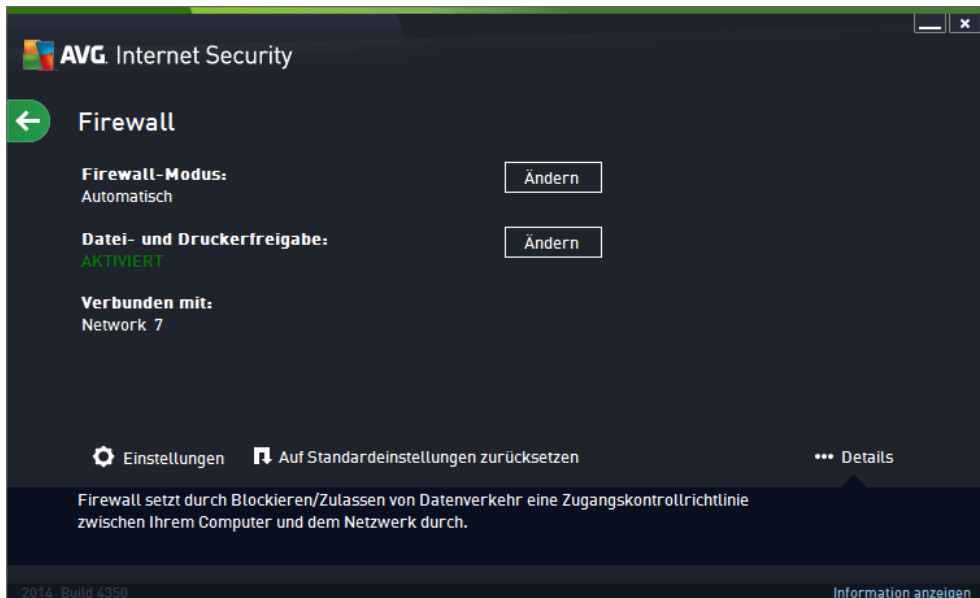 AVG. Internet Security
Firewall
Firewall-Modus:
Automatisch
Ändern
Datei- und Druckerfreigabe:
AKTIVIERT
Ändern
Verbunden mit:
Network 7
Einstellungen
Auf Standardeinstellungen zurücksetzen
Details
Firewall setzt durch Blockieren/Zulassen von Datenverkehr eine Zugangskontrollrichtlinie
zwischen Ihrem Computer und dem Netzwerk durch.
2014 Build 4350
Information anzeigen